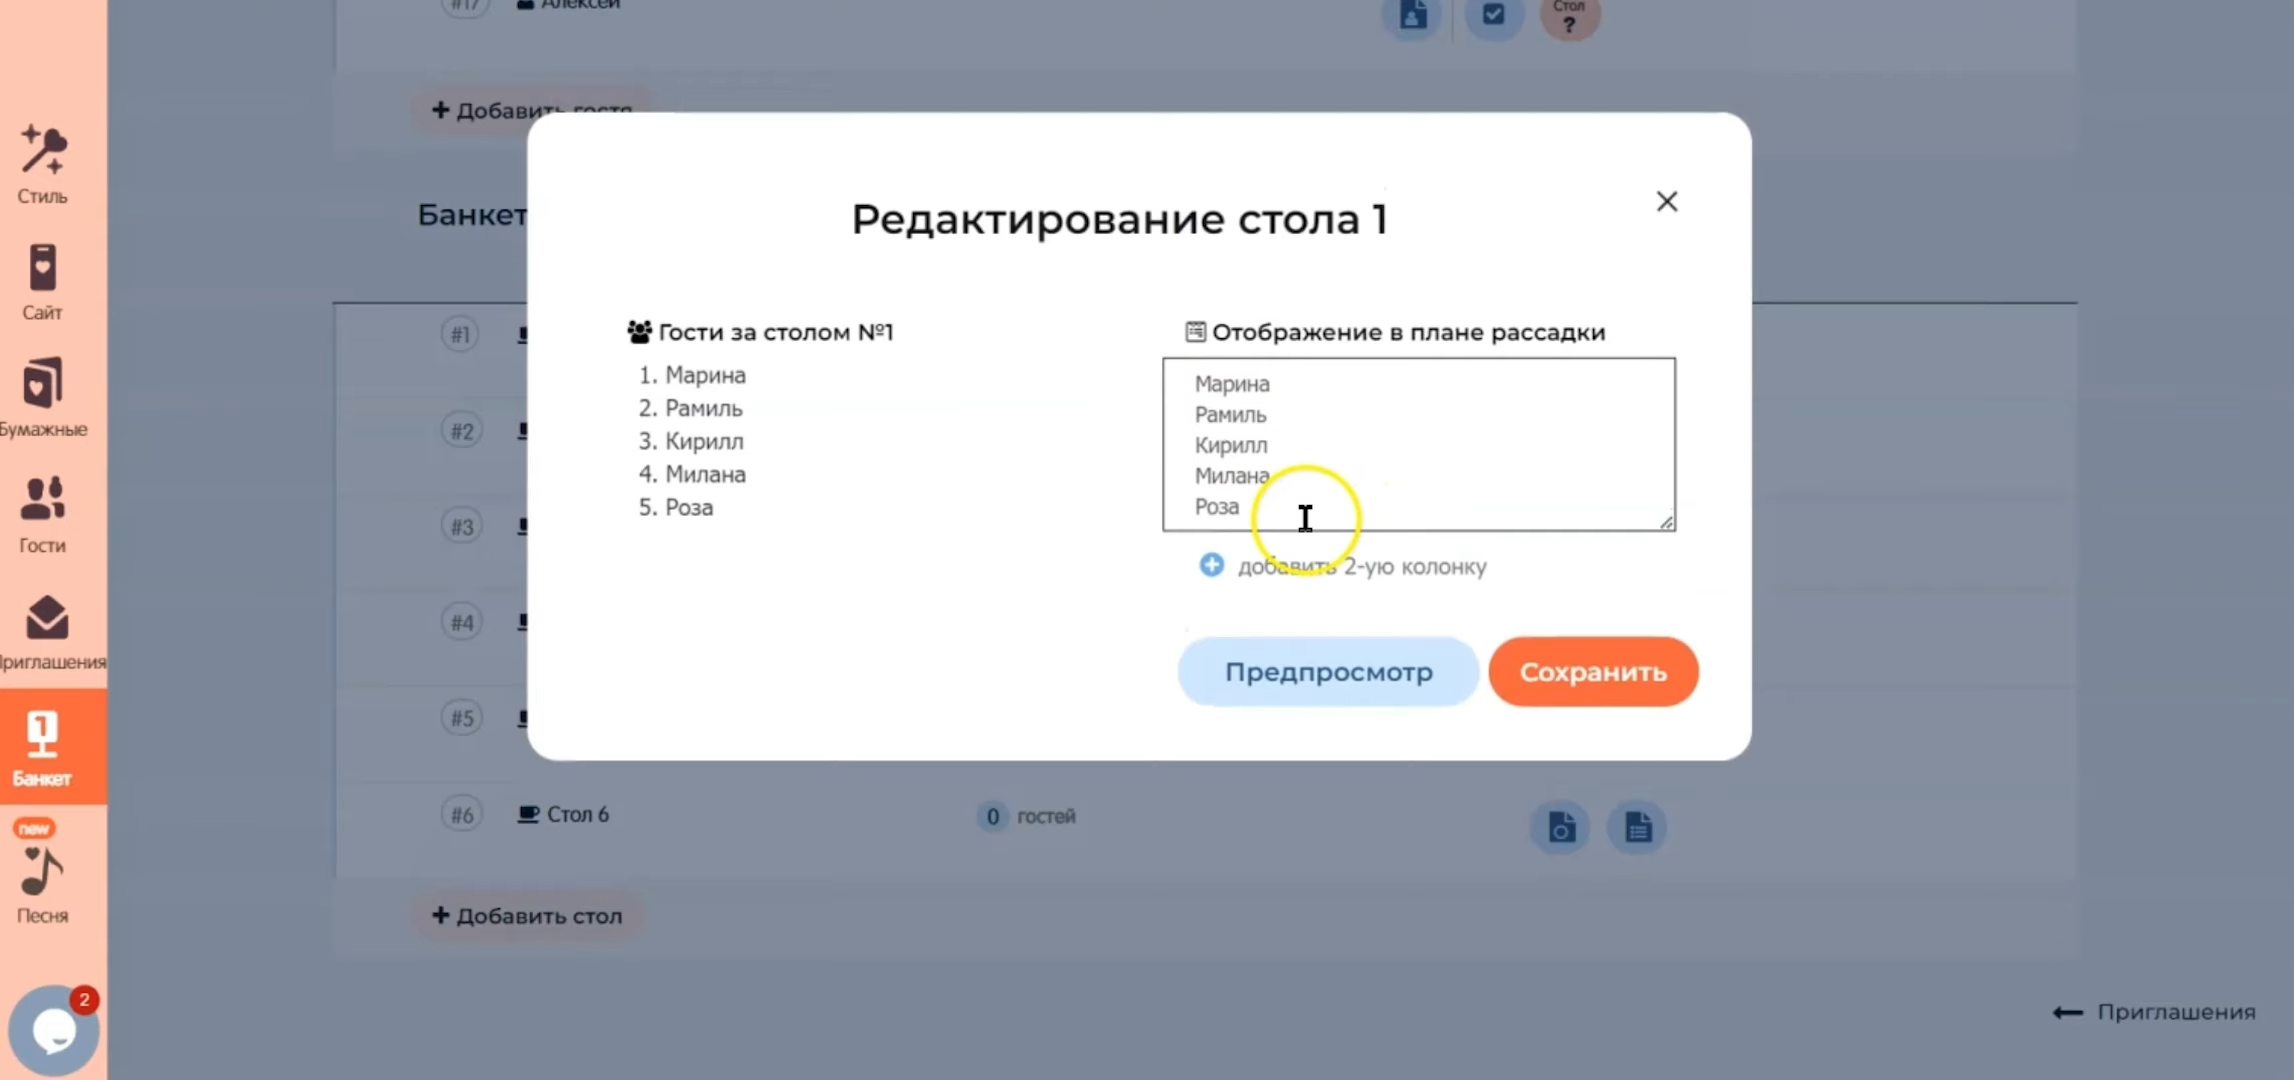 #17 Алексей
Стол
?
+ Добавить гостя
Стиль
Сайт
Бумажные
Гости
Приглашения
Банкет
new
Песня
2
Банкет
Редактирование стола 1
Гости за столом №1
1. Марина
2. Рамиль
3. Кирилл
4. Милана
5. Роза
Отображение в плане рассадки
Марина
Рамиль
Кирилл
Милана
Роза
добавить 2-ую колонку
Предпросмотр
Сохранить
#1
#2
#3
#4
#5
#6 Стол 6 0 гостей
+ Добавить стол
Приглашения